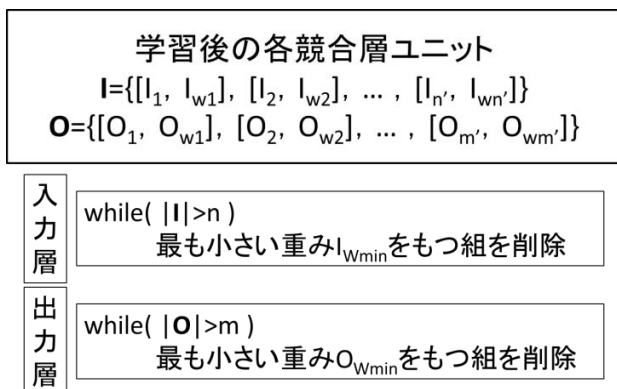 学習後の各競合層ユニット
I={[I1, Iw1], [I2, Iw2], ... , [In', Iwn']}
O={[O1, Ow1], [O2, Ow2], ... , [Om', Owm']}
入力層
while( |I|>n )
最も小さい重みIWminをもつ組を削除
出力層
while( |O|>m )
最も小さい重みOWminをもつ組を削除